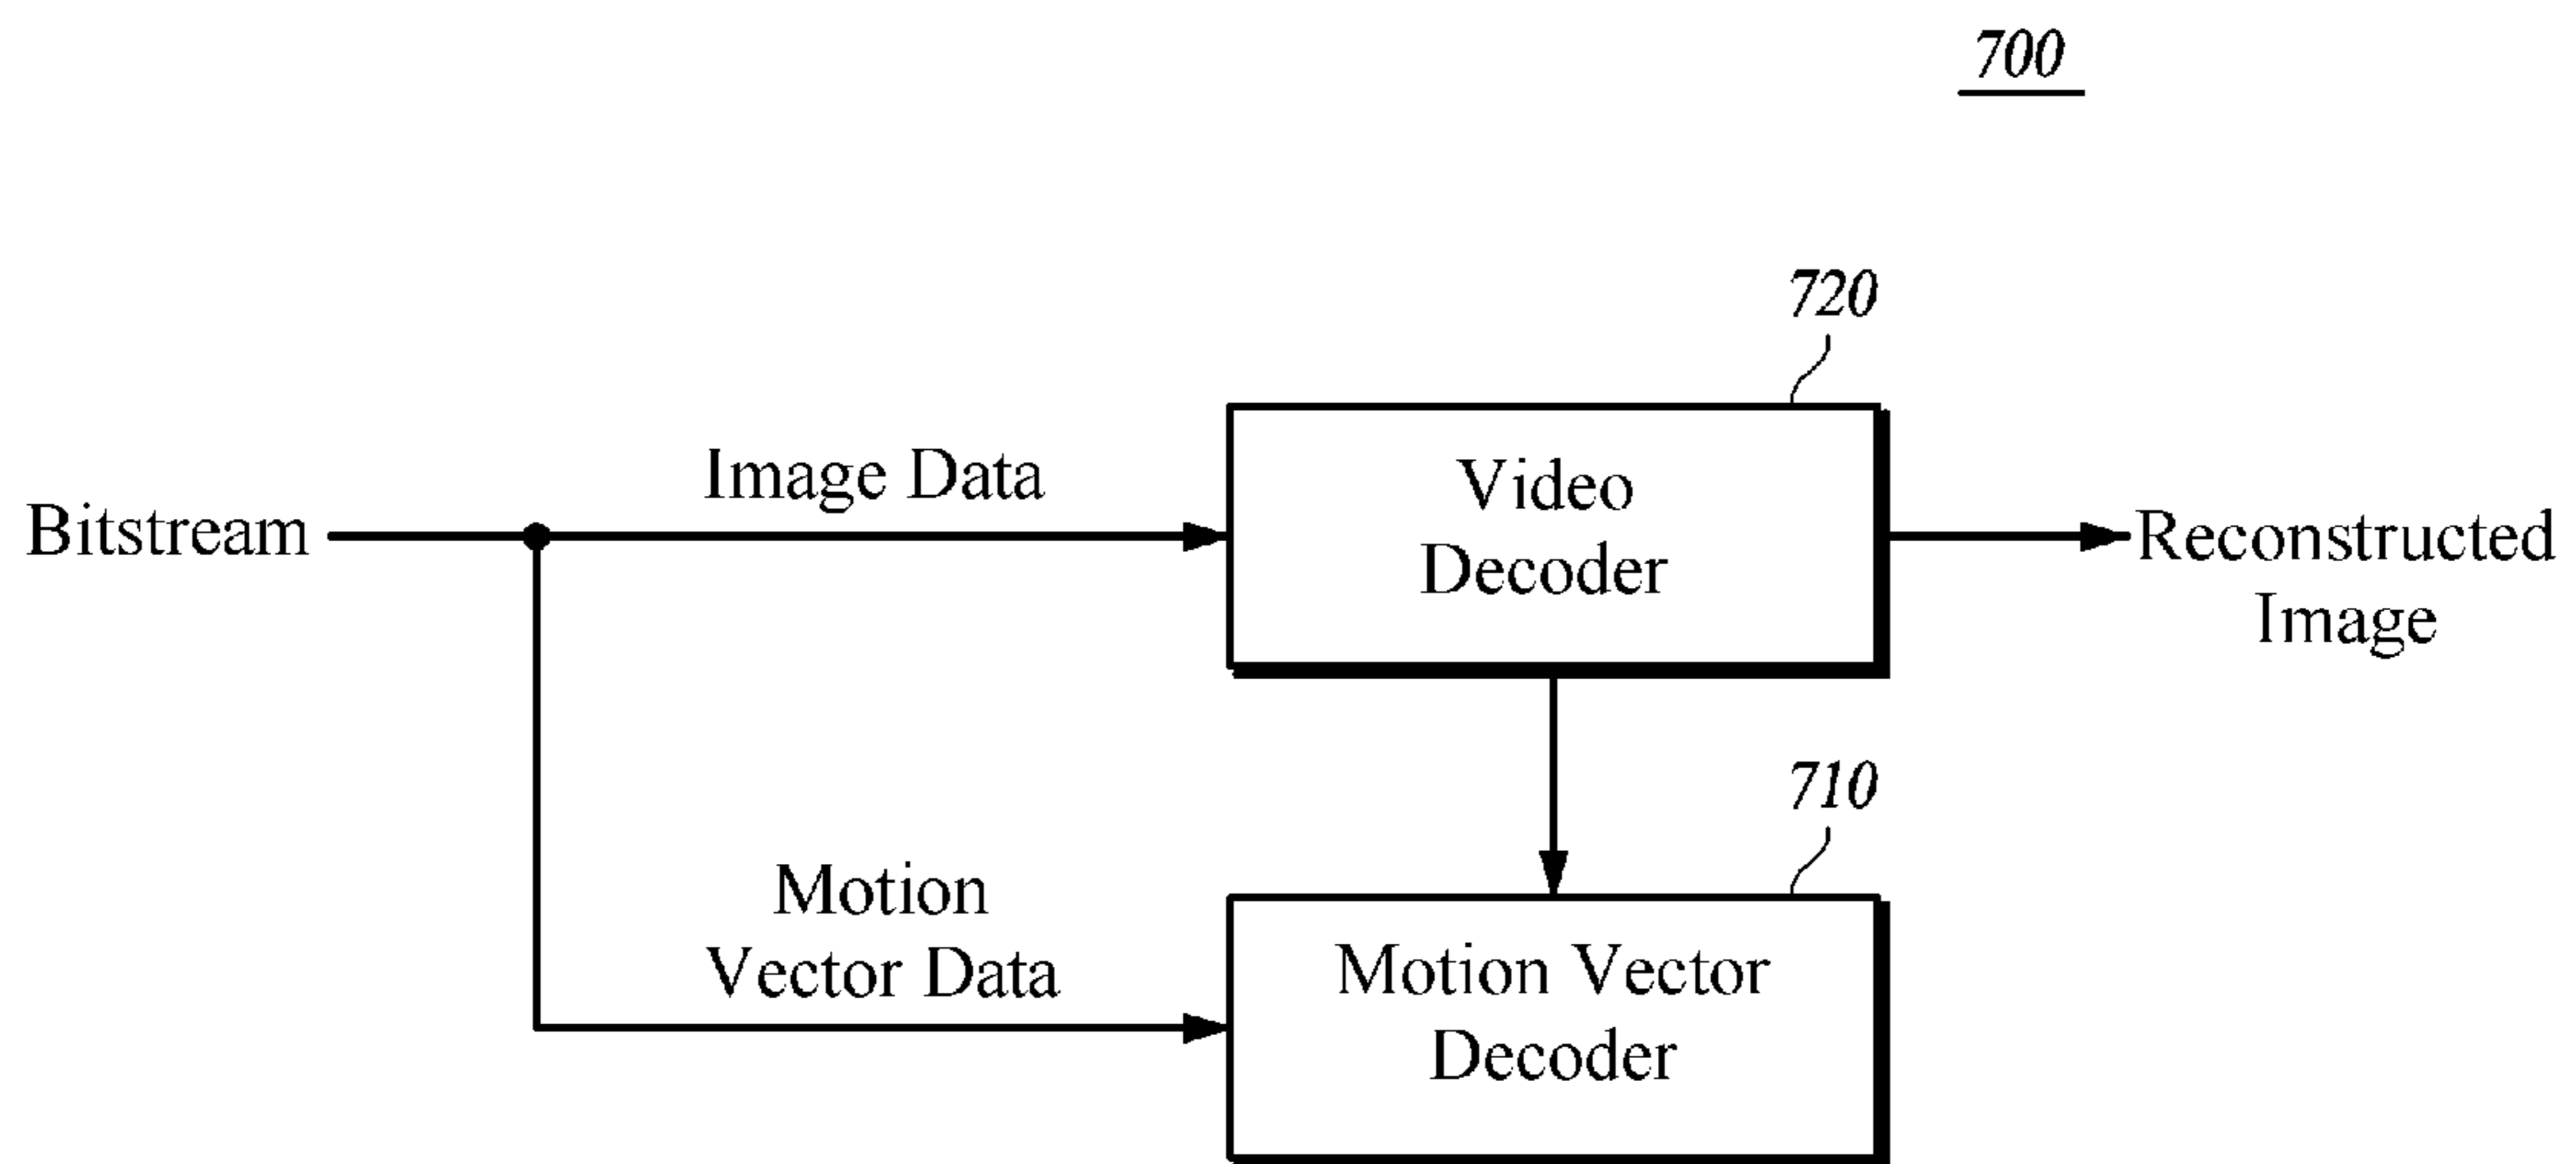 700
720
Image Data
Bitstream
Video
Decoder
Reconstructed
Image
710
Motion
Vector Data
Motion Vector
Decoder